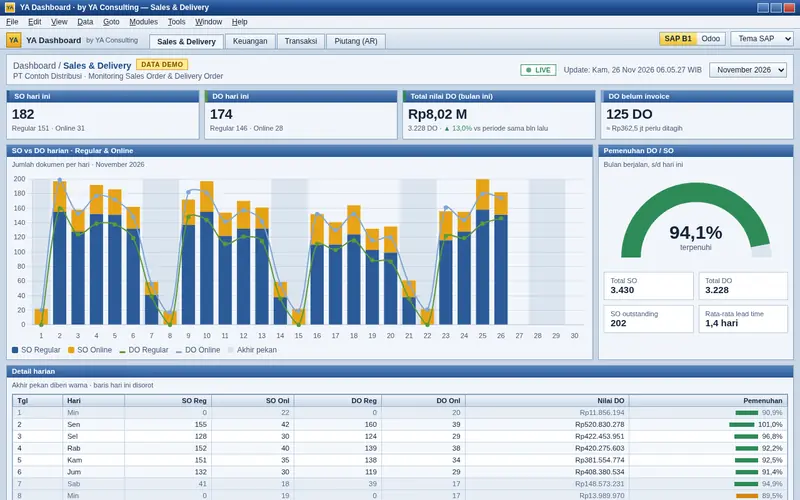 YA YA Dashboard · by YA Consulting — Sales & Delivery
File Edit View Data Goto Modules Tools Window Help
YA YA Dashboard by YA Consulting Sales & Delivery Keuangan Transaksi Piutang (AR) SAP B1 Odoo Tema SAP
Dashboard / Sales & Delivery DATA DEMO
PT Contoh Distribusi · Monitoring Sales Order & Delivery Order
LIVE Update: Kam, 26 Nov 2026 06.05.27 WIB November 2026
SO hari ini
182
Regular 151 · Online 31
DO hari ini
174
Regular 146 · Online 28
Total nilai DO (bulan ini)
Rp8,02 M
3.228 DO · ▲ 13,0% vs periode sama bln lalu
DO belum invoice
125 DO
≈ Rp362,5 jt perlu ditagih
SO vs DO harian · Regular & Online
Jumlah dokumen per hari · November 2026
200
180
160
140
120
100
80
60
40
20
0
1 2 3 4 5 6 7 8 9 10 11 12 13 14 15 16 17 18 19 20 21 22 23 24 25 26 27 28 29 30
SO Regular SO Online DO Regular DO Online Akhir pekan
Pemenuhan DO / SO
Bulan berjalan, s/d hari ini
94,1%
terpenuhi
Total SO
3.430
Total DO
3.228
SO outstanding
202
Rata-rata lead time
1,4 hari
Detail harian
Akhir pekan diberi warna · baris hari ini disorot
Tgl Hari SO Reg SO Onl DO Reg DO Onl Nilai DO Pemenuhan
1 Min 0 22 0 20 Rp11.856.194 90,9%
2 Sen 155 42 160 39 Rp520.830.278 101,0%
3 Sel 128 30 124 29 Rp422.453.951 96,8%
4 Rab 152 40 139 38 Rp420.275.603 92,2%
5 Kam 151 35 138 34 Rp381.554.774 92,5%
6 Jum 132 30 119 29 Rp408.380.534 91,4%
7 Sab 41 18 39 17 Rp148.573.231 94,9%
8 Min 0 19 0 17 Rp13.989.970 89,5%